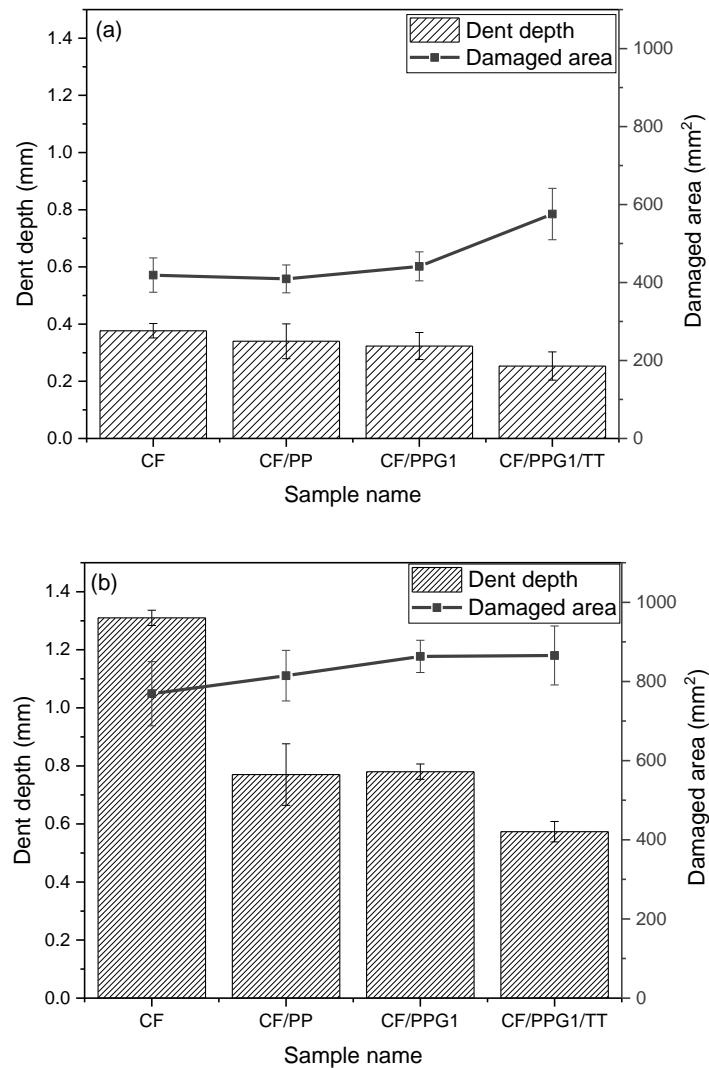 (a)
Dent depth
Damaged area
1.4
1.2
1.0
0.8
0.6
0.4
0.2
0.0
Dent depth (mm)
1000
800
600
400
200
0
Damaged area (mm²)
CF
CF/PP
CF/PPG1
CF/PPG1/TT
Sample name
(b)
Dent depth
Damaged area
1.4
1.2
1.0
0.8
0.6
0.4
0.2
0.0
Dent depth (mm)
1000
800
600
400
200
0
Damaged area (mm²)
CF
CF/PP
CF/PPG1
CF/PPG1/TT
Sample name